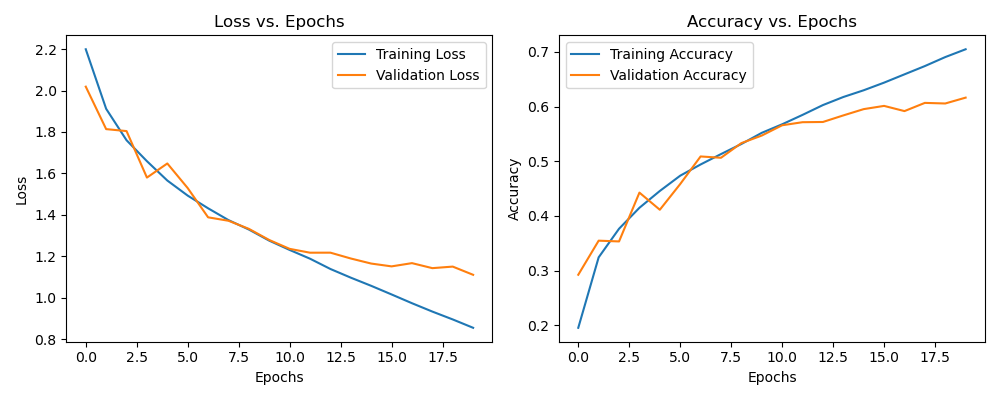 Loss vs. Epochs
Training Loss
Validation Loss
2.2
2.0
1.8
1.6
1.4
1.2
1.0
0.8
Loss
0.0 2.5 5.0 7.5 10.0 12.5 15.0 17.5
Epochs
Accuracy vs. Epochs
Training Accuracy
Validation Accuracy
0.7
0.6
0.5
0.4
0.3
0.2
Accuracy
0.0 2.5 5.0 7.5 10.0 12.5 15.0 17.5
Epochs